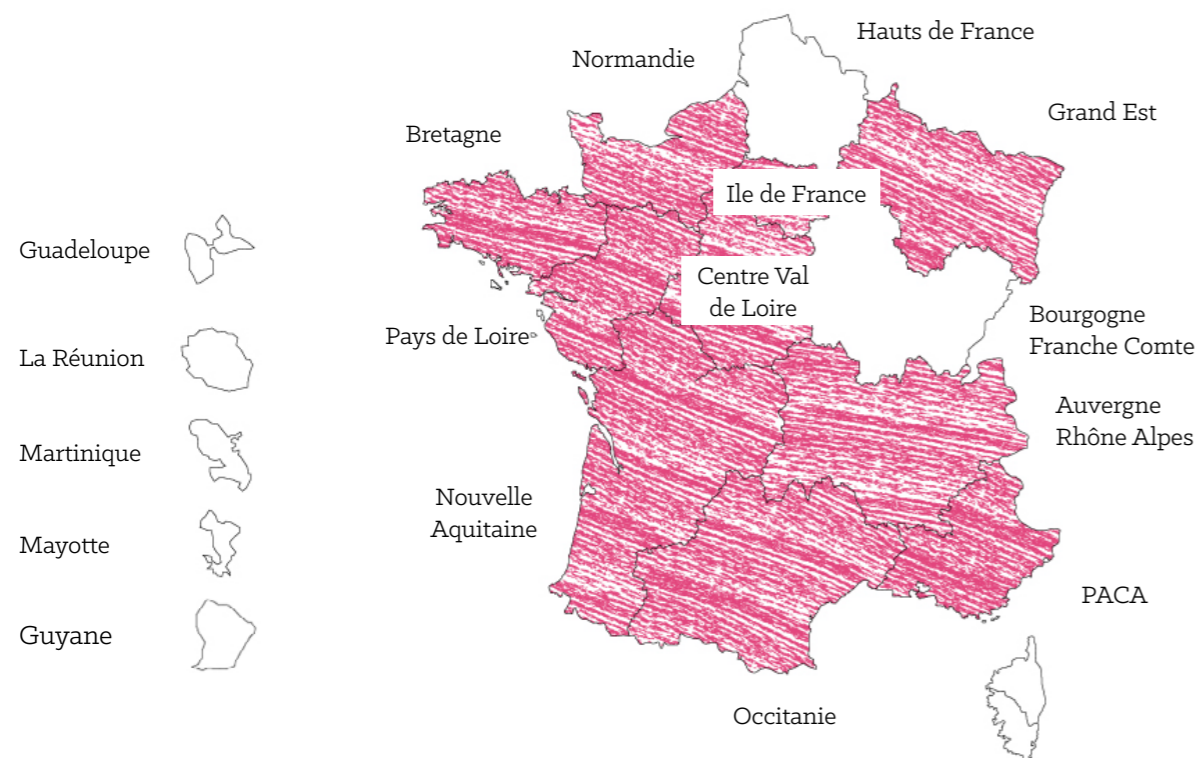 Hauts de France
Normandie
Grand Est
Bretagne
Ile de France
Guadeloupe
Centre Val
de Loire
Bourgogne
Franche Comte
Pays de Loire
La Réunion
Auvergne
Rhône Alpes
Martinique
Nouvelle
Aquitaine
Mayotte
PACA
Guyane
Occitanie